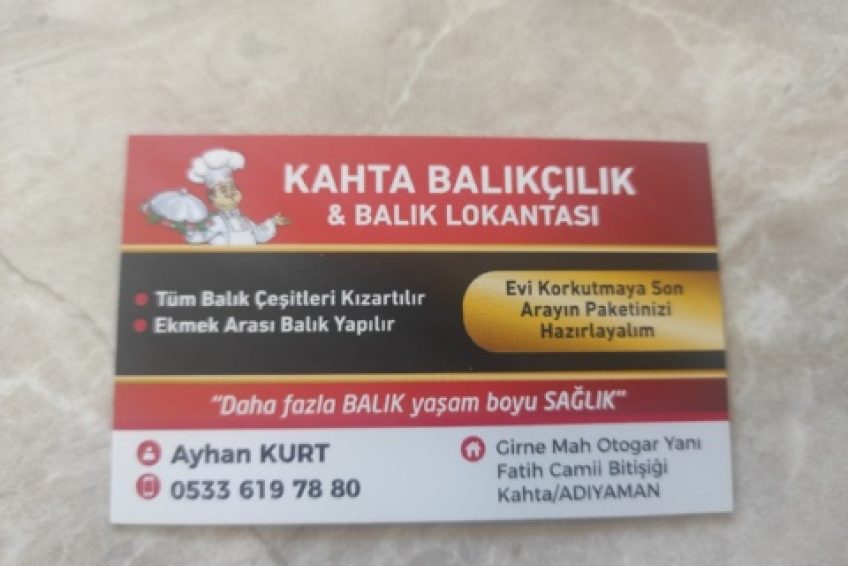 KAHTA BALIKÇILIK
& BALIK LOKANTASI
Tüm Balık Çeşitleri Kızartılır
Ekmek Arası Balık Yapılır
Evi Korkutmaya Son
Arayın Paketinizi
Hazırlayalım
"Daha fazla BALIK yaşam boyu SAĞLIK"
Ayhan KURT
0533 619 78 80
Girne Mah Otogar Yanı
Fatih Camii Bitişiği
Kahta/ADIYAMAN